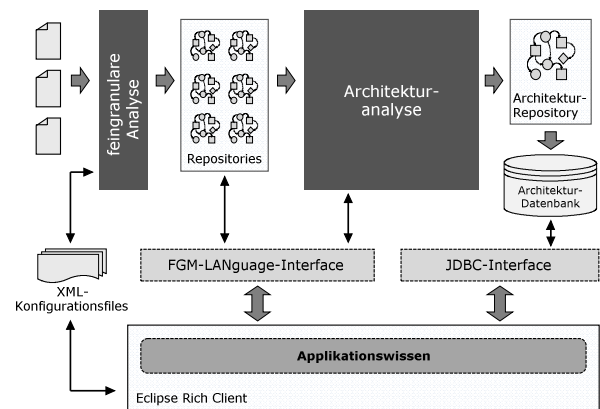 feingranulare
Analyse
Repositories
Architektur-
analyse
Architektur-
Repository
Architektur-
Datenbank
FGM-LANguage-Interface
JDBC-Interface
XML-
Konfigurationsfiles
Applikationswissen
Eclipse Rich Client